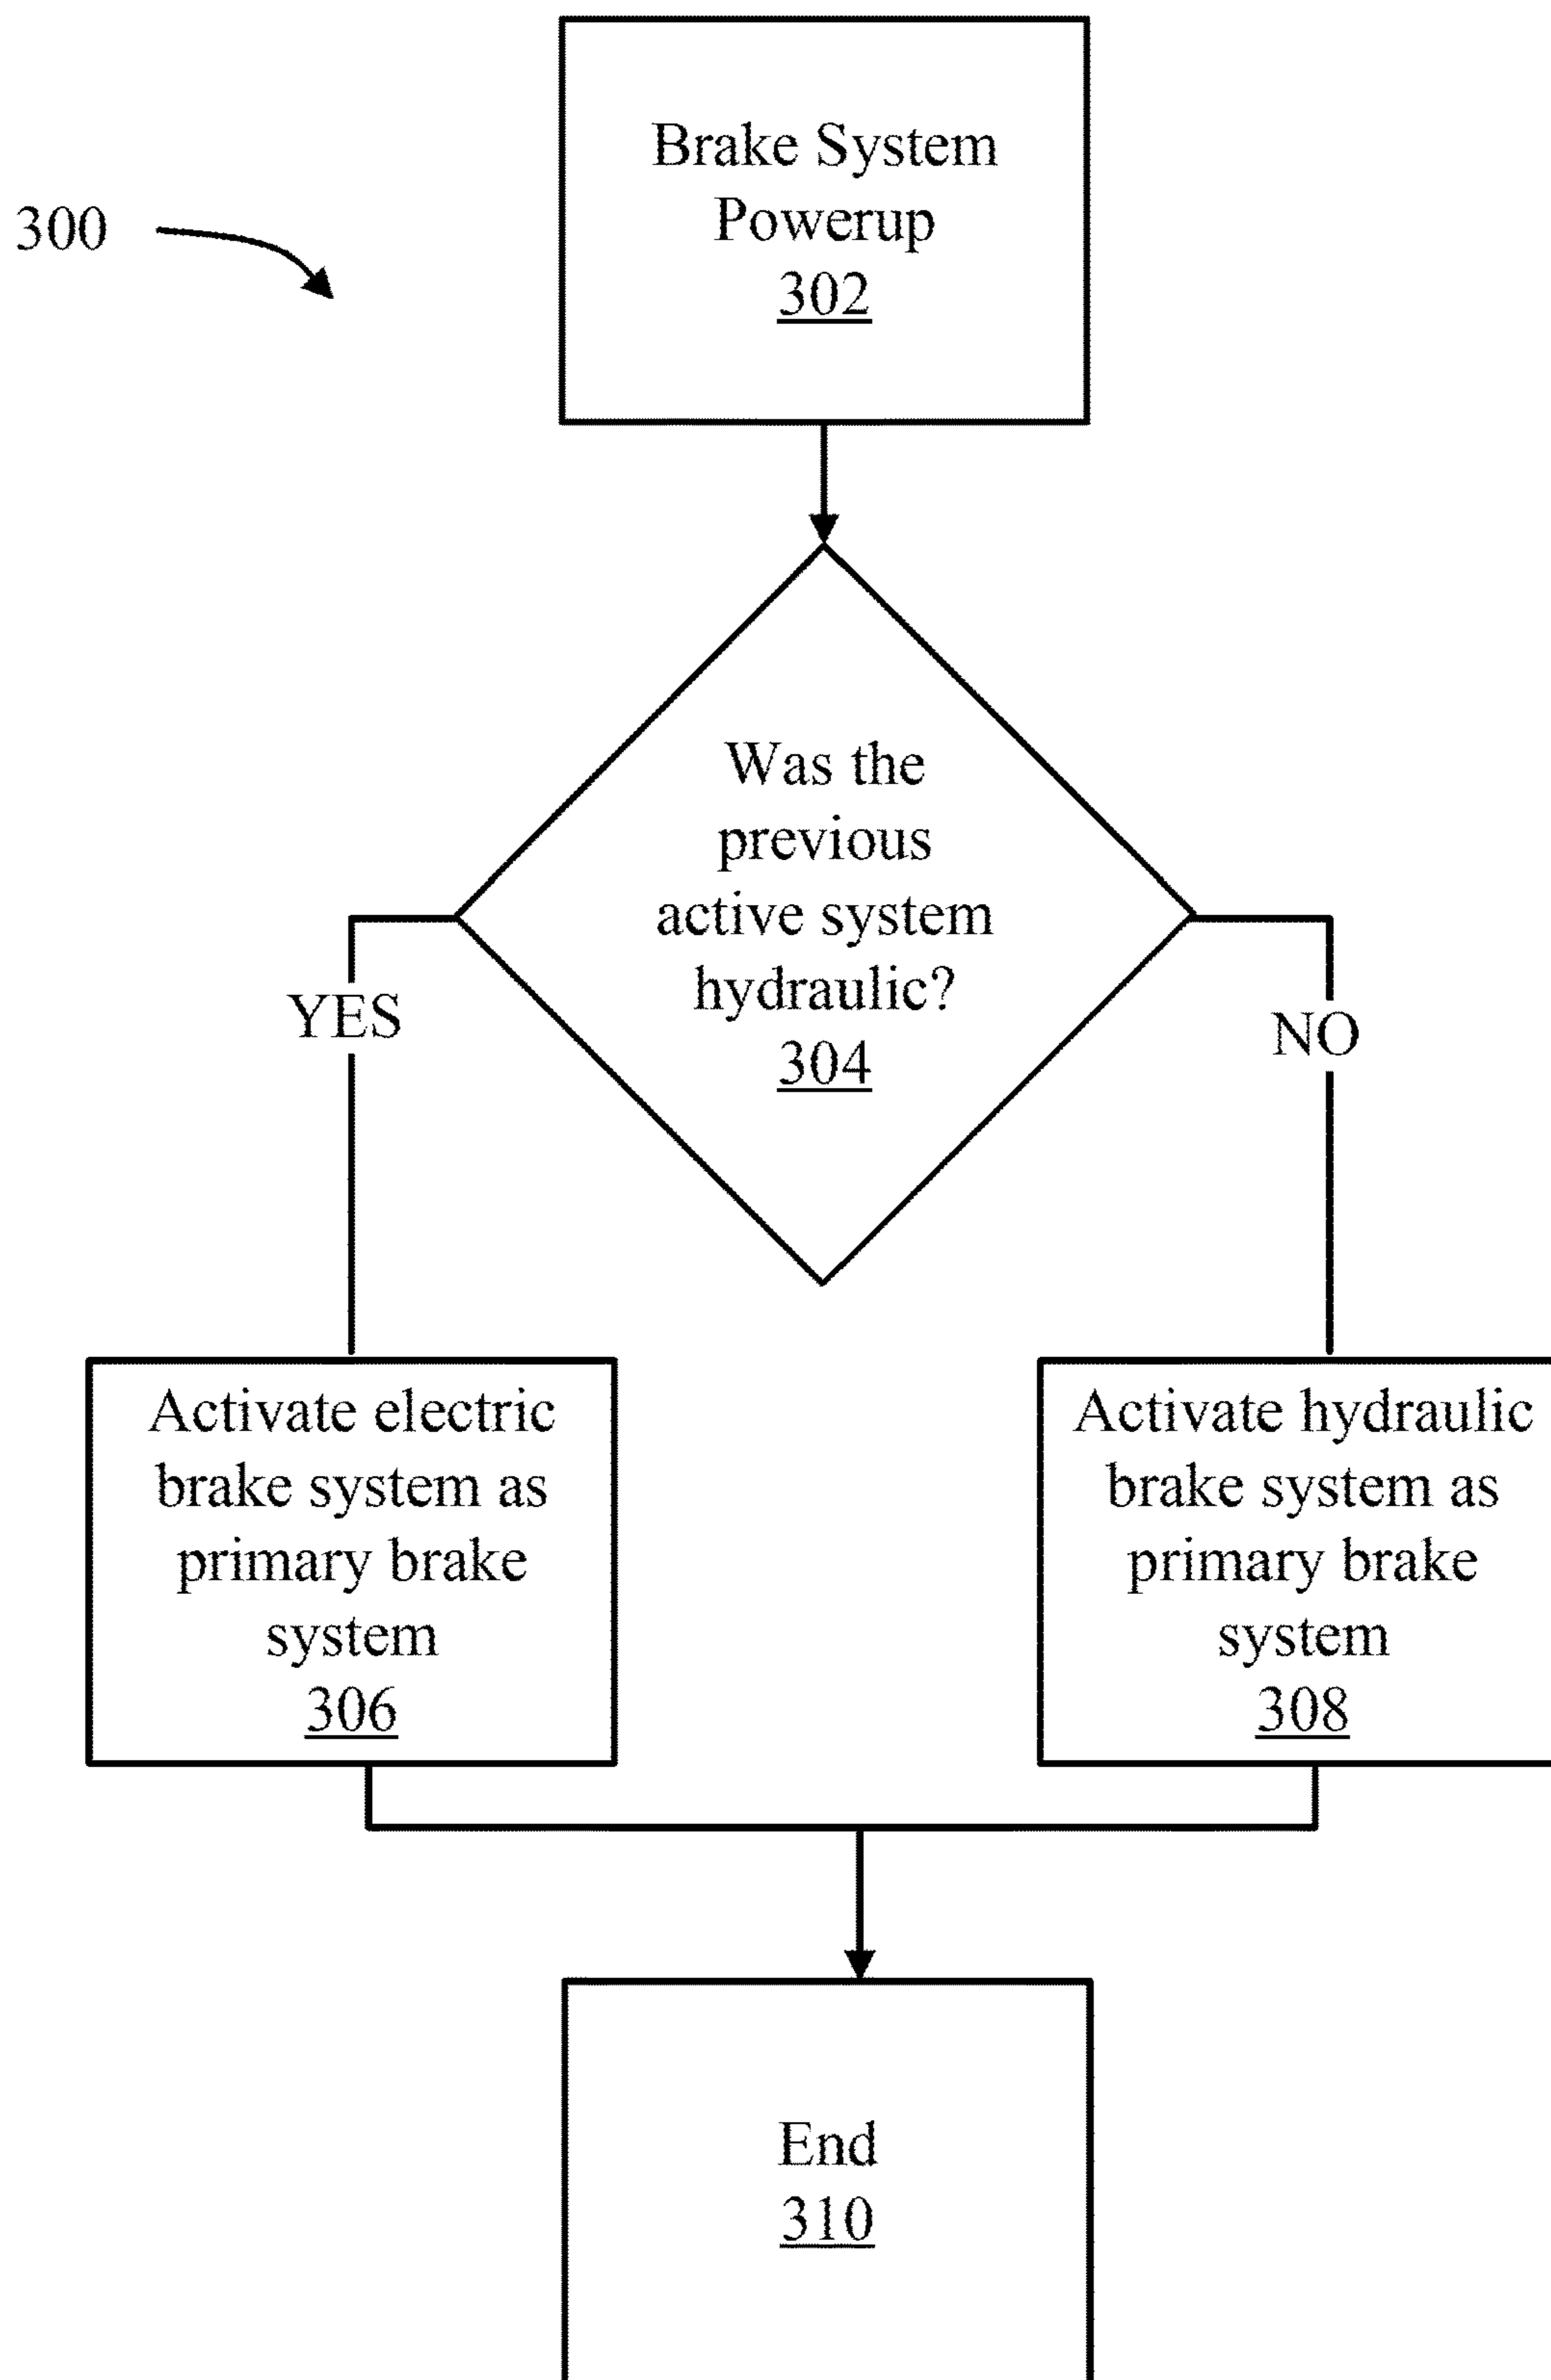 Brake System
Powerup
302
300
Was the
previous
active system
hydraulic?
304
YES
NO
Activate electric
brake system as
primary brake
system
306
Activate hydraulic
brake system as
primary brake
system
308
End
310